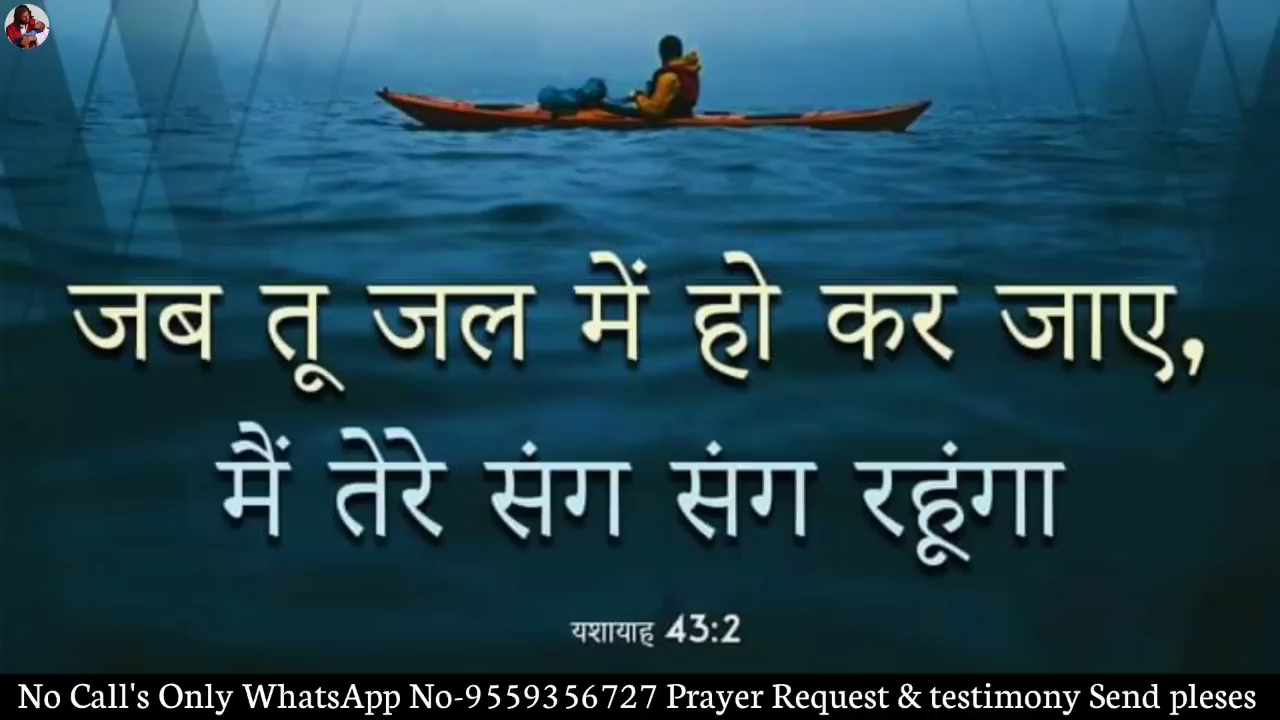 जब तू जल में हो कर जाए,
मैं तेरे संग संग रहूंगा
यशायाह 43:2
No Call's Only WhatsApp No-9559356727 Prayer Request & testimony Send pleses